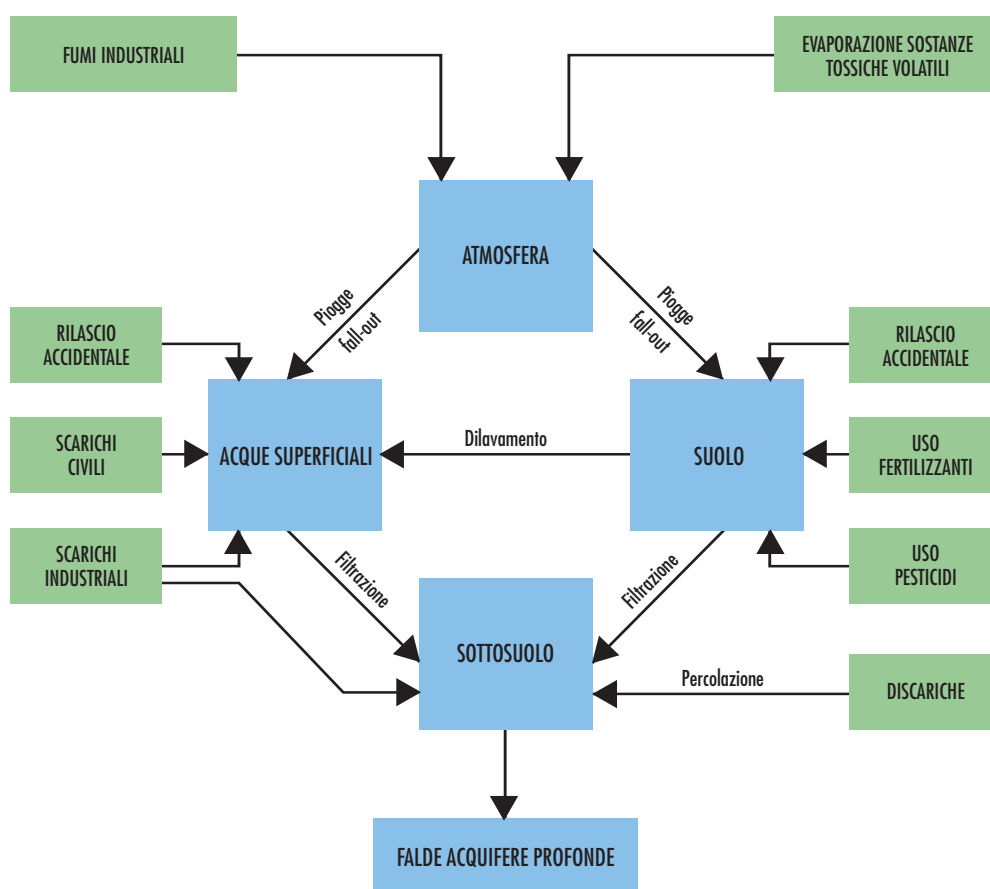 FUMI INDUSTRIALI
EVAPORAZIONE SOSTANZE
TOSSICHE VOLATILI
ATMOSFERA
Piogge
fall-out
Piogge
fall-out
RILASCIO
ACCIDENTALE
RILASCIO
ACCIDENTALE
SCARICHI
CIVILI
ACQUE SUPERFICIALI
Dilavamento
SUOLO
USO
FERTILIZZANTI
SCARICHI
INDUSTRIALI
Filtrazione
Filtrazione
USO
PESTICIDI
SOTTOSUOLO
Percolazione
DISCARICHE
FALDE ACQUIFERE PROFONDE